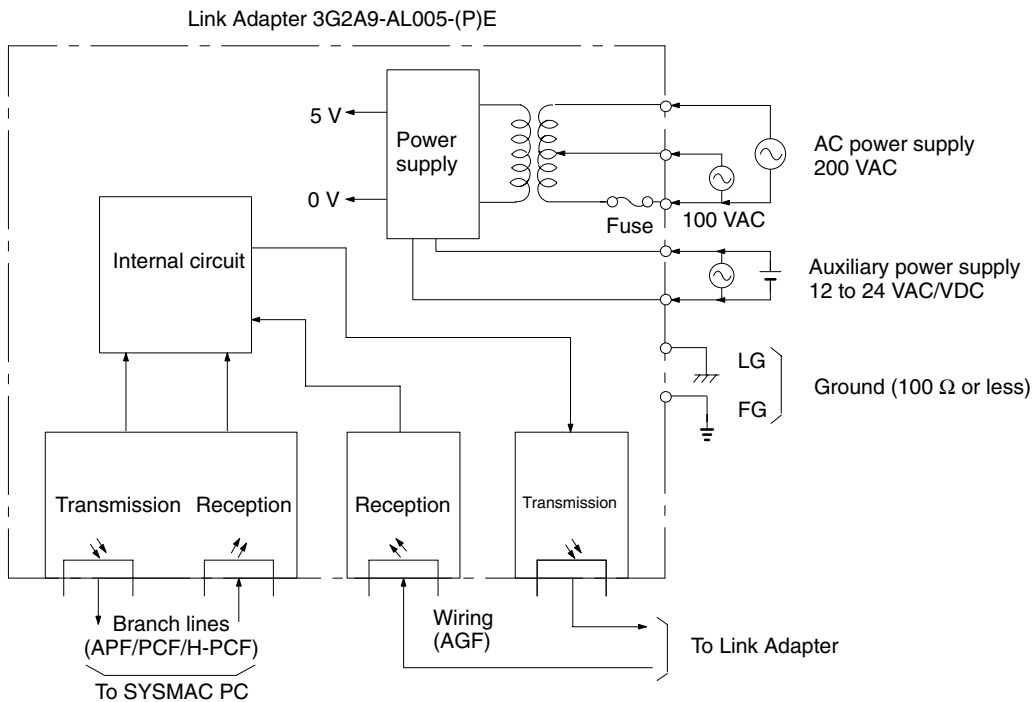 Link Adapter 3G2A9-AL005-(P)E
5 V
Power
supply
0 V
Fuse
100 VAC
AC power supply
200 VAC
Internal circuit
Auxiliary power supply
12 to 24 VAC/VDC
LG
FG
Ground (100 Ω or less)
Transmission
Reception
Reception
Transmission
Branch lines
(APF/PCF/H-PCF)
To SYSMAC PC
Wiring
(AGF)
To Link Adapter